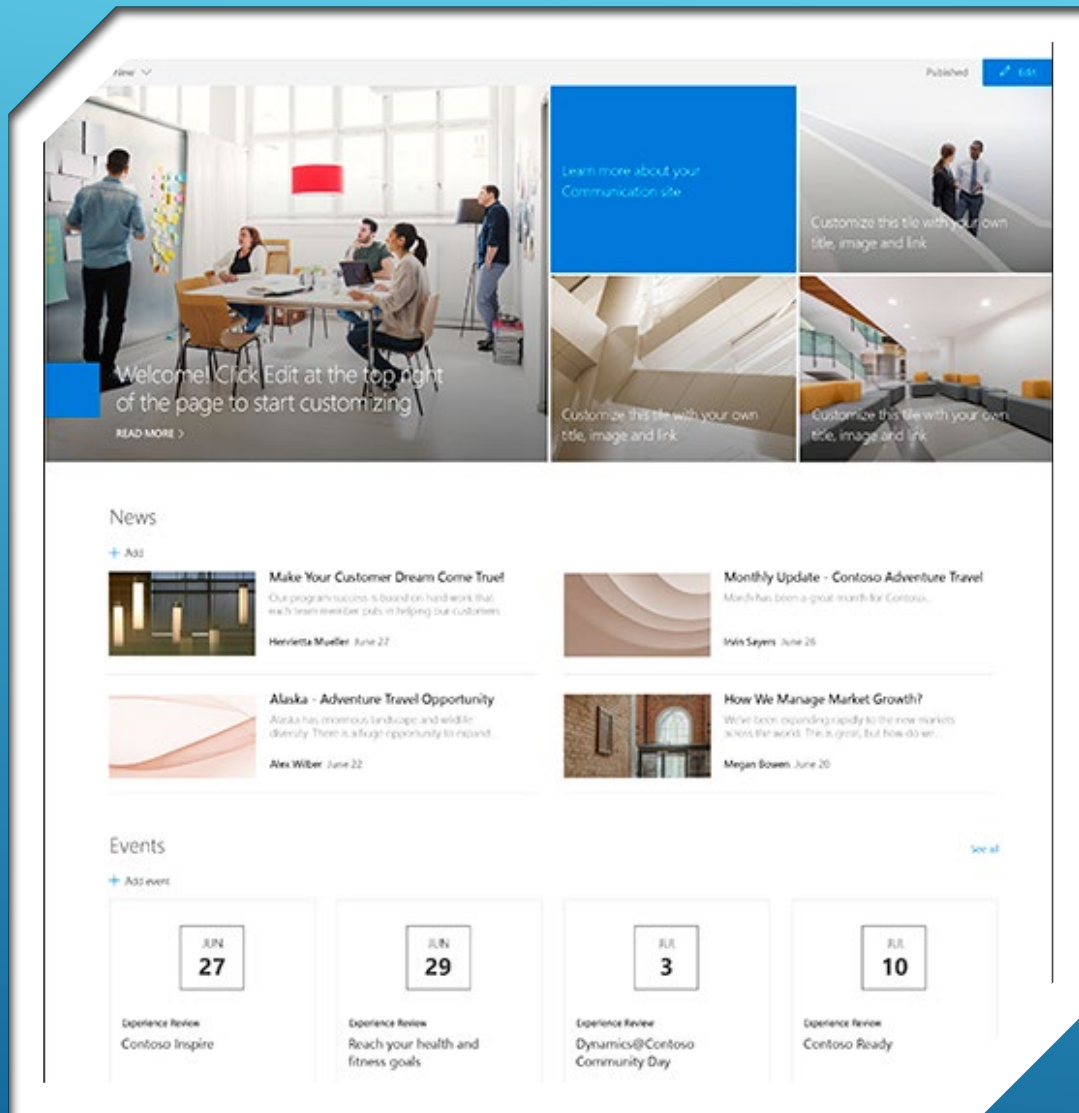 New
Published
Edit
Learn more about your
Communication site
Customize this tile with your own
title, image and link
Welcome! Click Edit at the top right
of the page to start customizing
READ MORE >
Customize this tile with your own
title, image and link
Customize this tile with your own
title, image and link
News
+ Add
Make Your Customer Dream Come True!
Our program success is based on hard work that
each team member puts in helping our customers
Henrietta Mueller June 27
Monthly Update - Contoso Adventure Travel
March has been a great month for Contoso...
Irvin Sayers June 26
Alaska - Adventure Travel Opportunity
Alaska has enormous landscape and wildlife
diversity. There is a huge opportunity to expand
Alex Wilber June 22
How We Manage Market Growth?
We've been expanding rapidly to the new markets
across the world. This is great, but how do we...
Megan Bowen June 20
Events
See all
+ Add event
JUN
27
Experience Review
Contoso Inspire
JUN
29
Experience Review
Reach your health and
fitness goals
JUL
3
Experience Review
Dynamics@Contoso
Community Day
JUL
10
Experience Review
Contoso Ready